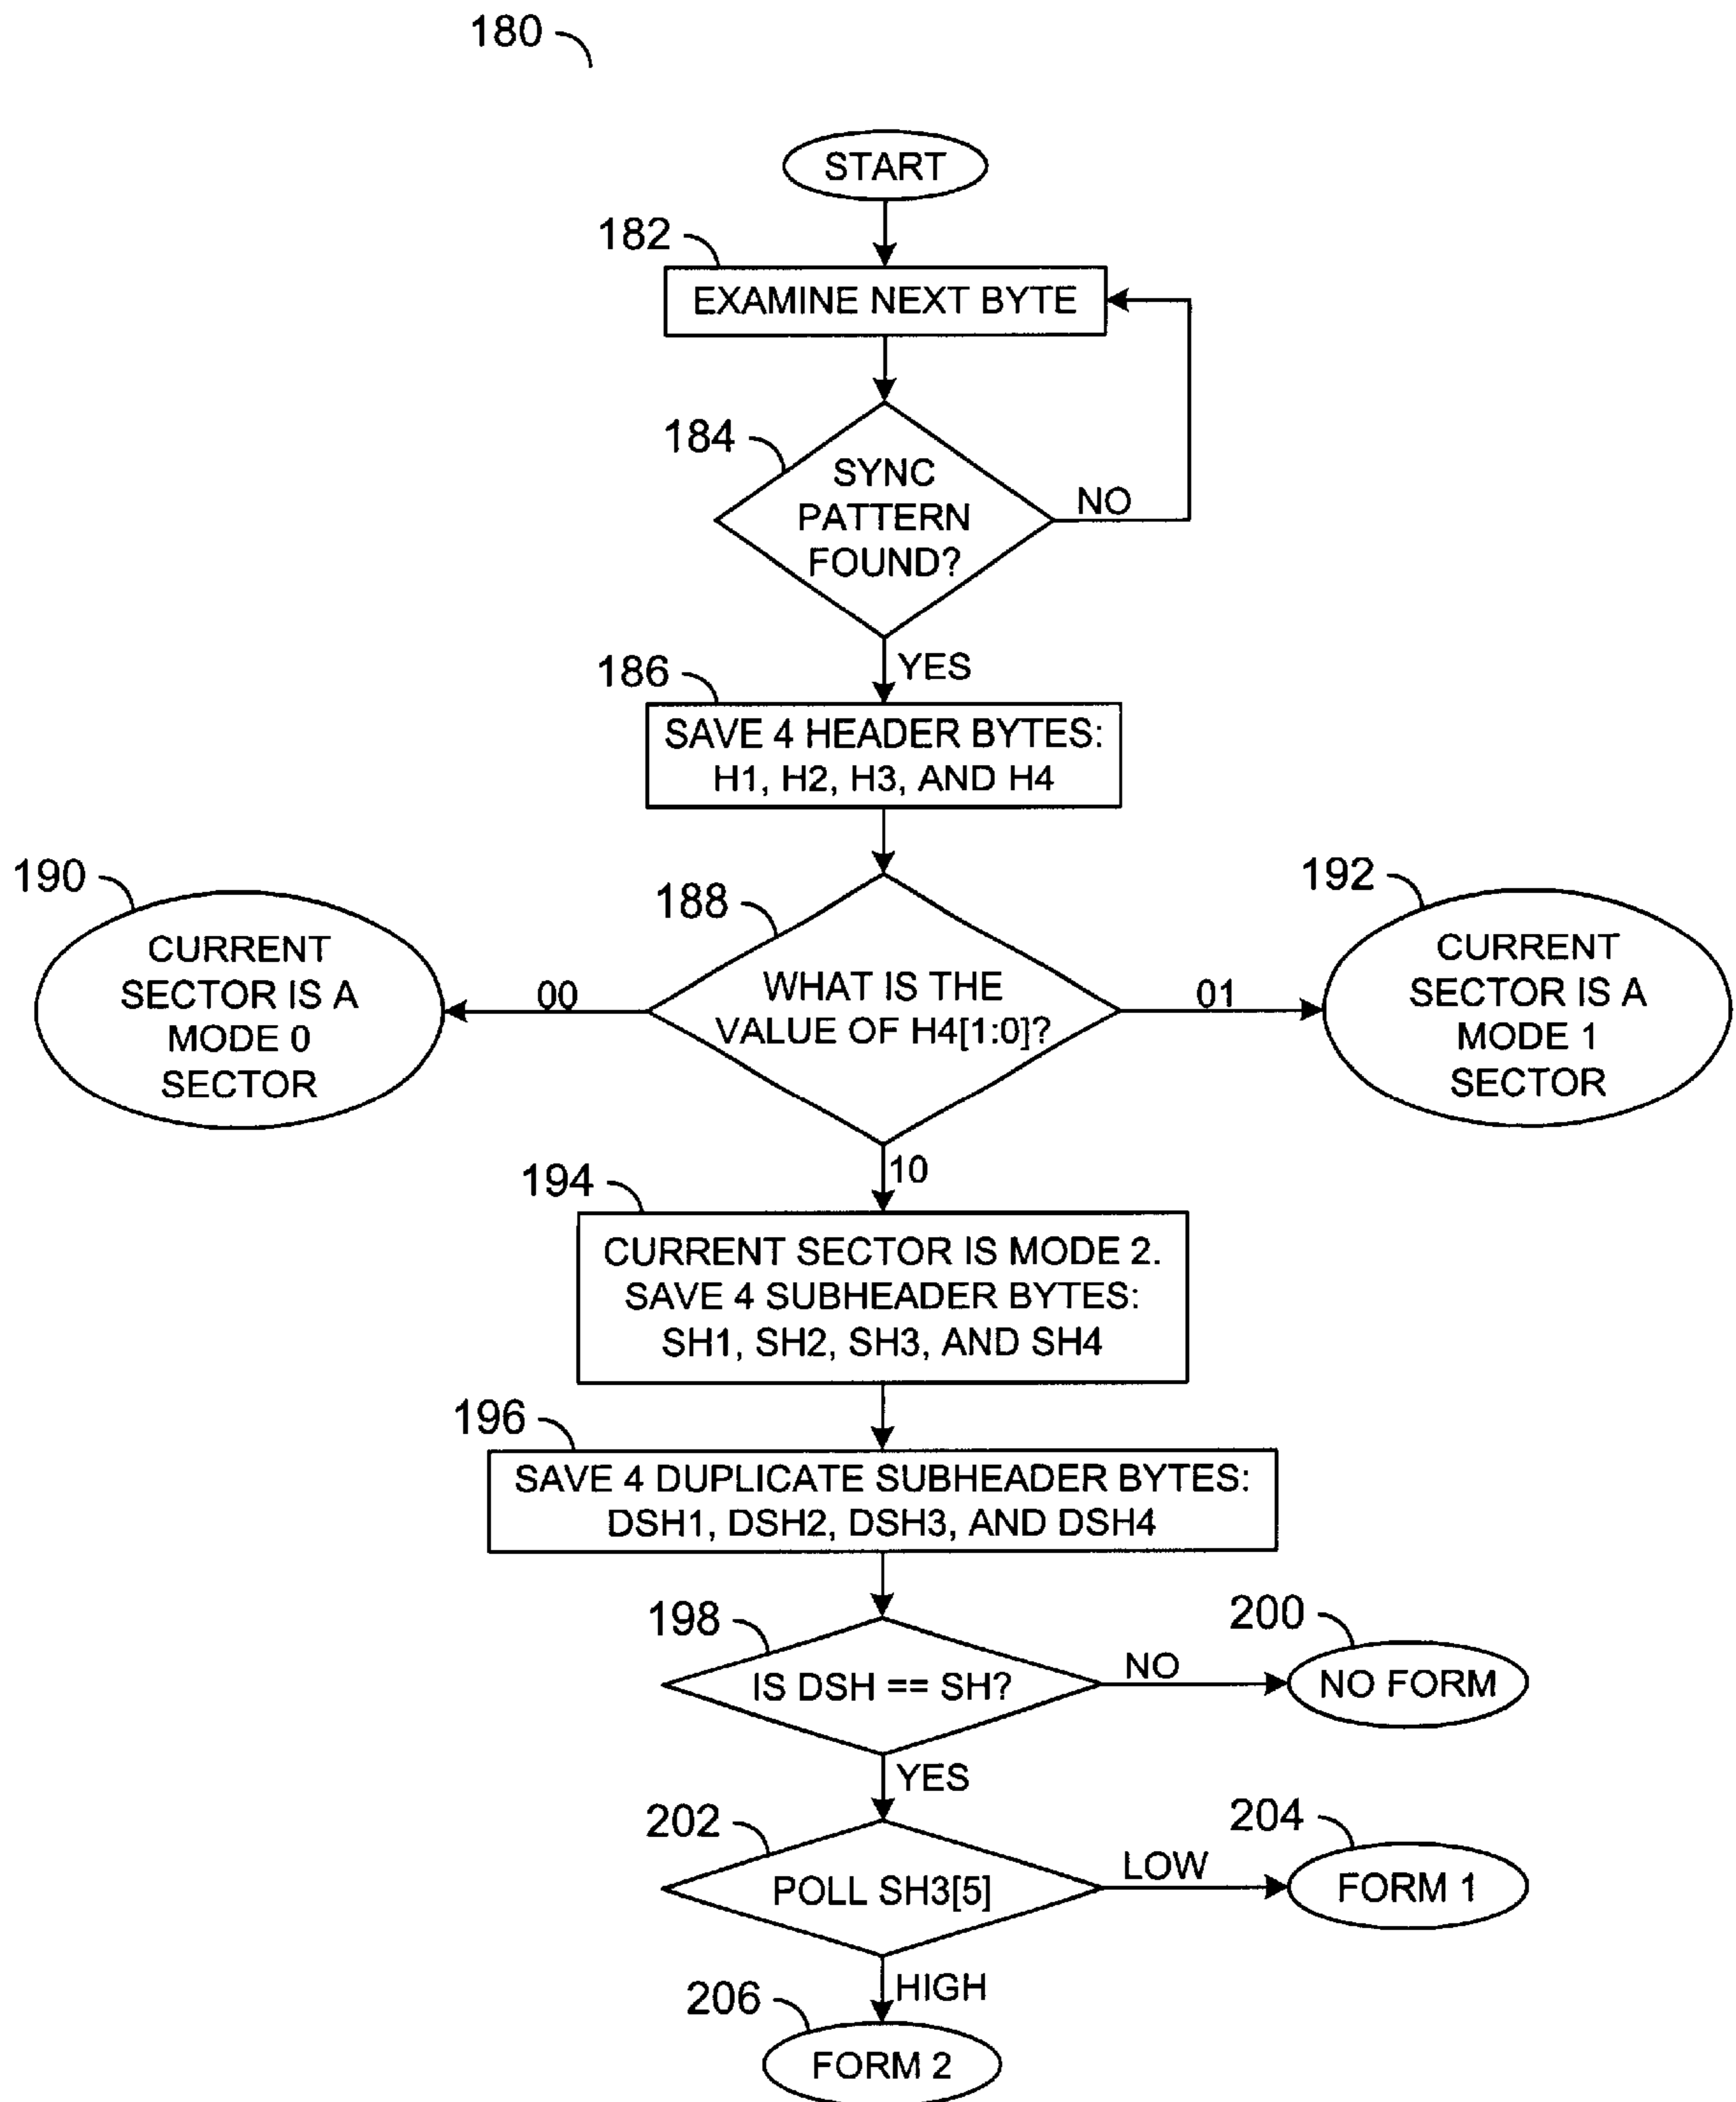 180
START
182
EXAMINE NEXT BYTE
184
SYNC
PATTERN
FOUND?
NO
YES
186
SAVE 4 HEADER BYTES:
H1, H2, H3, AND H4
190
188
192
CURRENT
SECTOR IS A
MODE 0
SECTOR
00
WHAT IS THE
VALUE OF H4[1:0]?
01
CURRENT
SECTOR IS A
MODE 1
SECTOR
10
194
CURRENT SECTOR IS MODE 2.
SAVE 4 SUBHEADER BYTES:
SH1, SH2, SH3, AND SH4
196
SAVE 4 DUPLICATE SUBHEADER BYTES:
DSH1, DSH2, DSH3, AND DSH4
198
IS DSH == SH?
NO
200
NO FORM
YES
202
POLL SH3[5]
LOW
204
FORM 1
HIGH
206
FORM 2